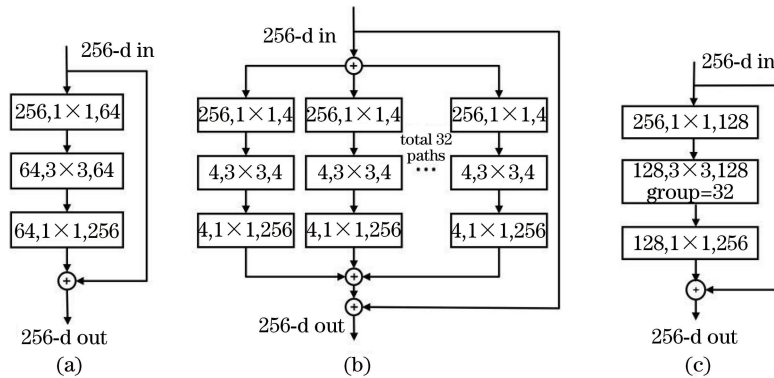 256-d in
256,1×1,64
64,3×3,64
64,1×1,256
256-d out
(a)
256-d in
256,1×1,4
256,1×1,4
256,1×1,4
total 32
paths
4,3×3,4
4,3×3,4
...
4,3×3,4
4,1×1,256
4,1×1,256
4,1×1,256
256-d out
(b)
256-d in
256,1×1,128
128,3×3,128
group=32
128,1×1,256
256-d out
(c)